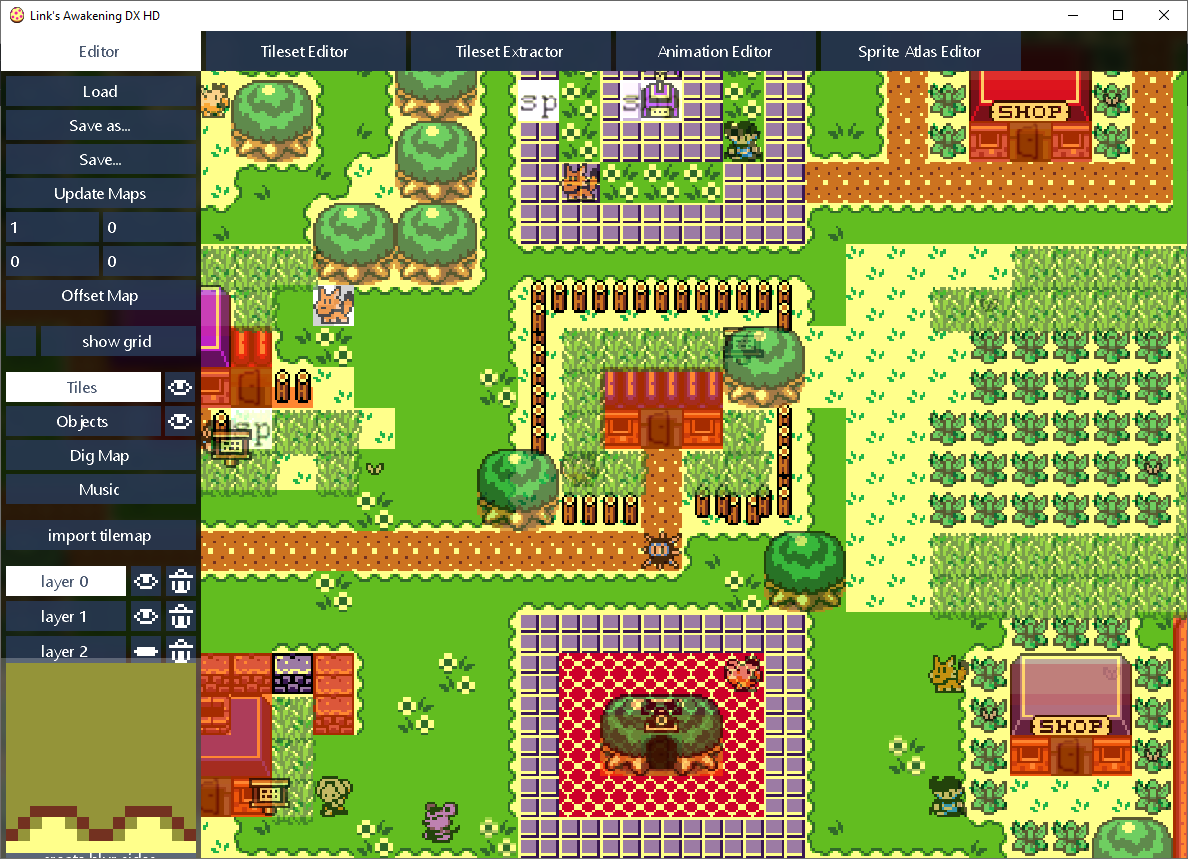 Link's Awakening DX HD
Editor
Tileset Editor
Tileset Extractor
Animation Editor
Sprite Atlas Editor
Load
Save as...
Save...
Update Maps
1 0
0 0
Offset Map
show grid
Tiles
Objects
Dig Map
Music
import tilemap
layer 0
layer 1
layer 2
sp
s
SHOP
sp
SHOP